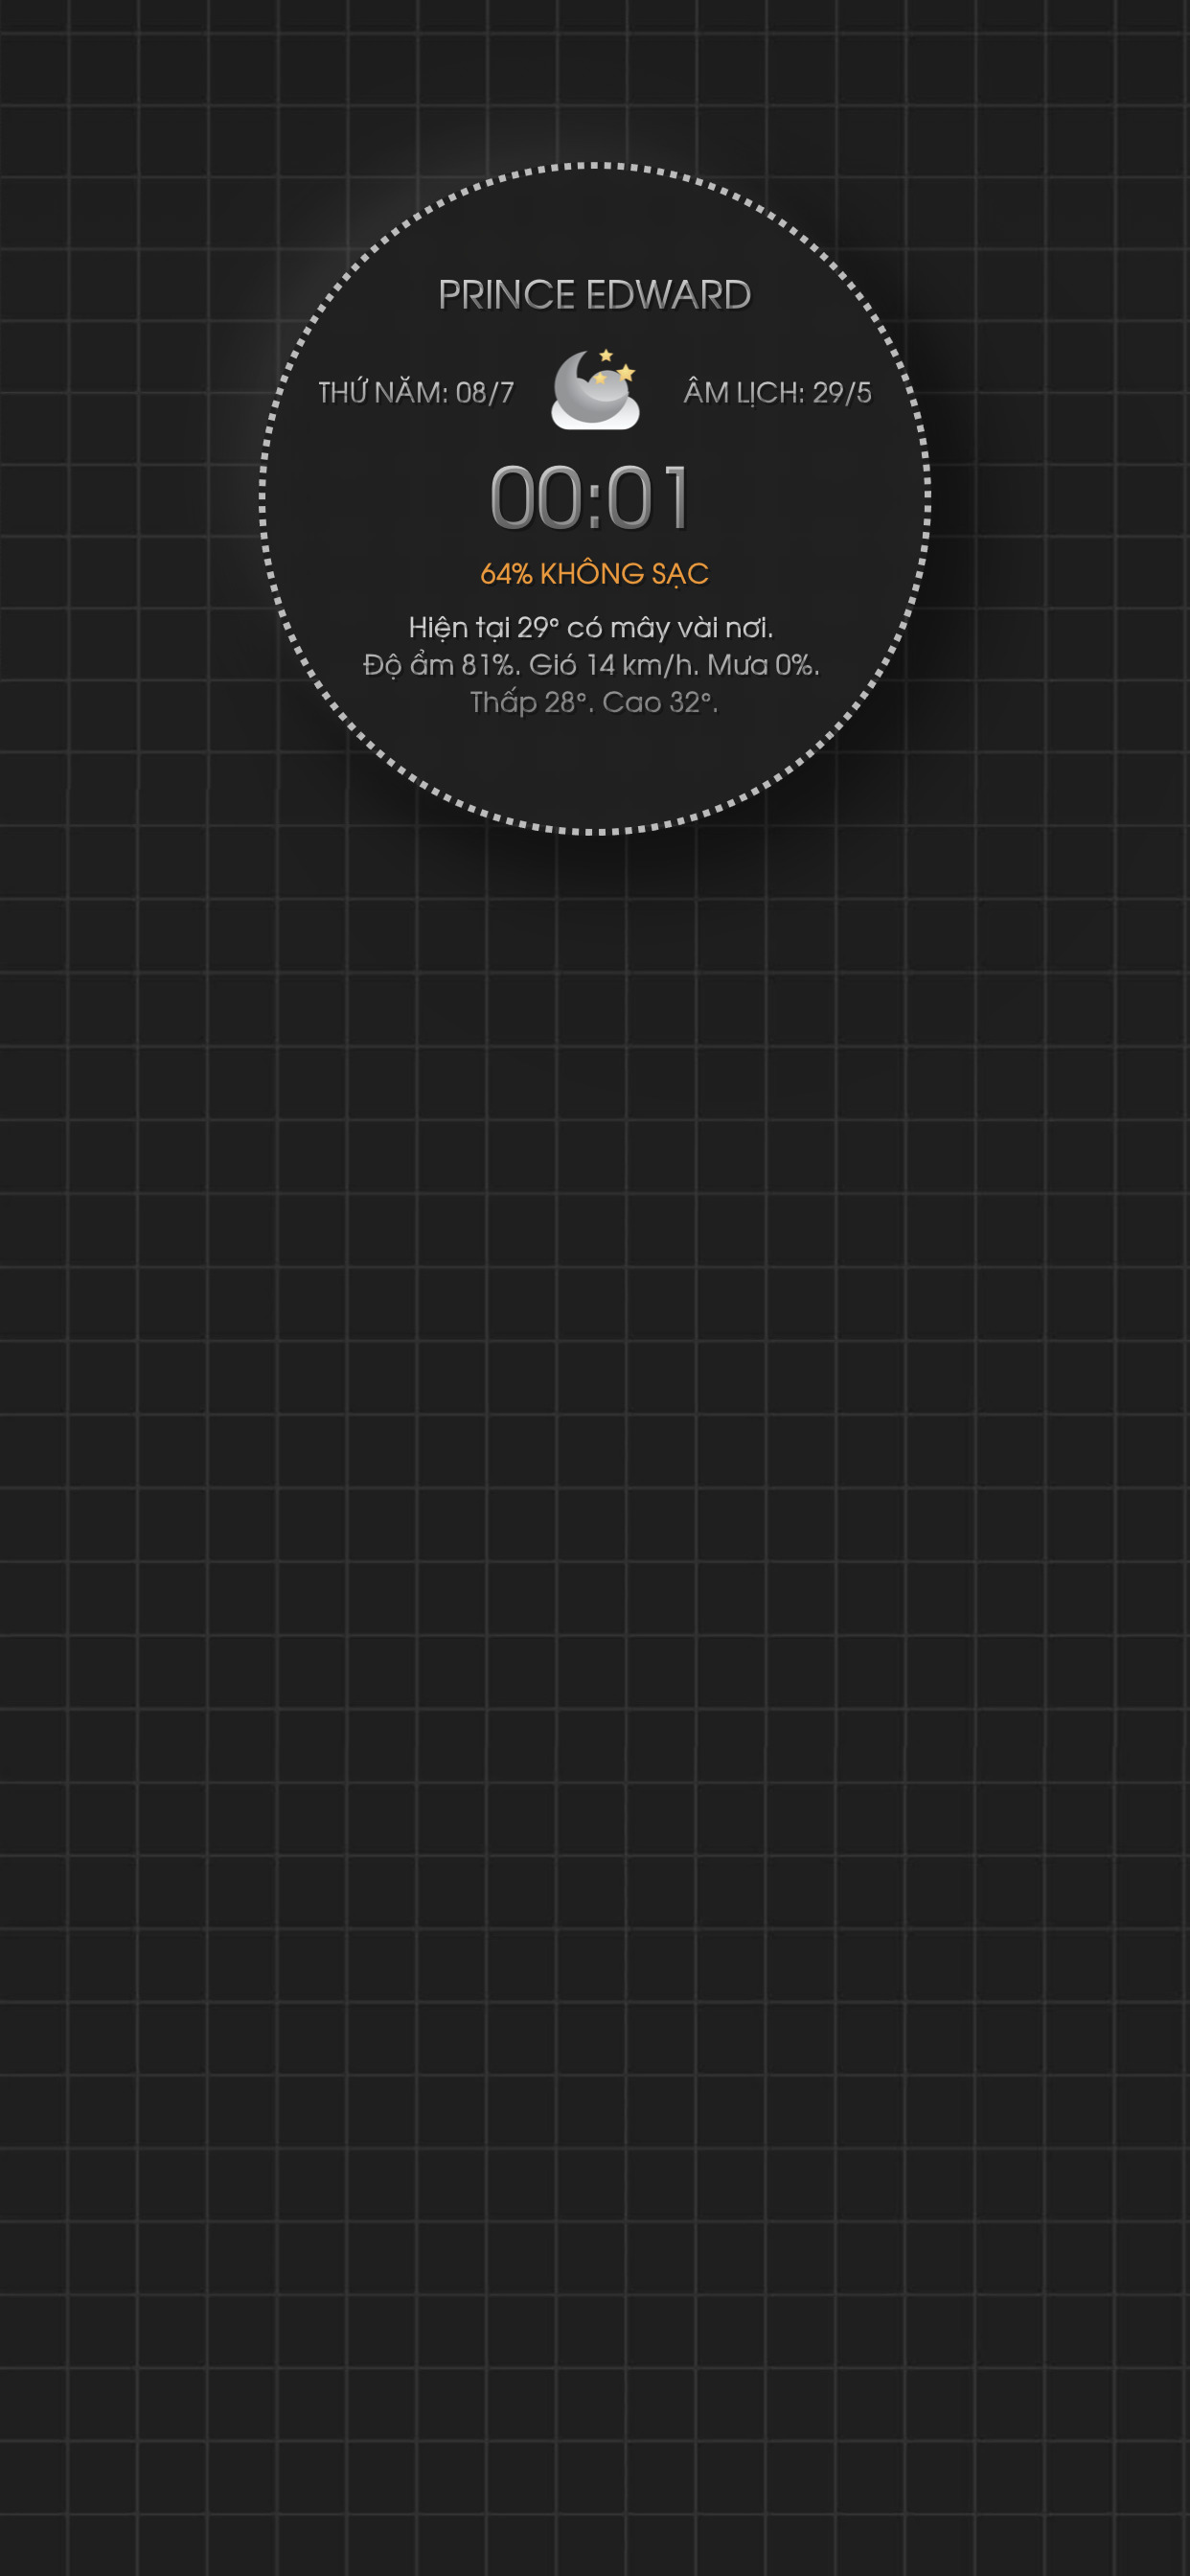 PRINCE EDWARD
THỨ NĂM: 08/7 ÂM LỊCH: 29/5
00:01
64% KHÔNG SẠC
Hiện tại 29° có mây vài nơi.
Độ ẩm 81%. Gió 14 km/h. Mưa 0%.
Thấp 28°. Cao 32°.